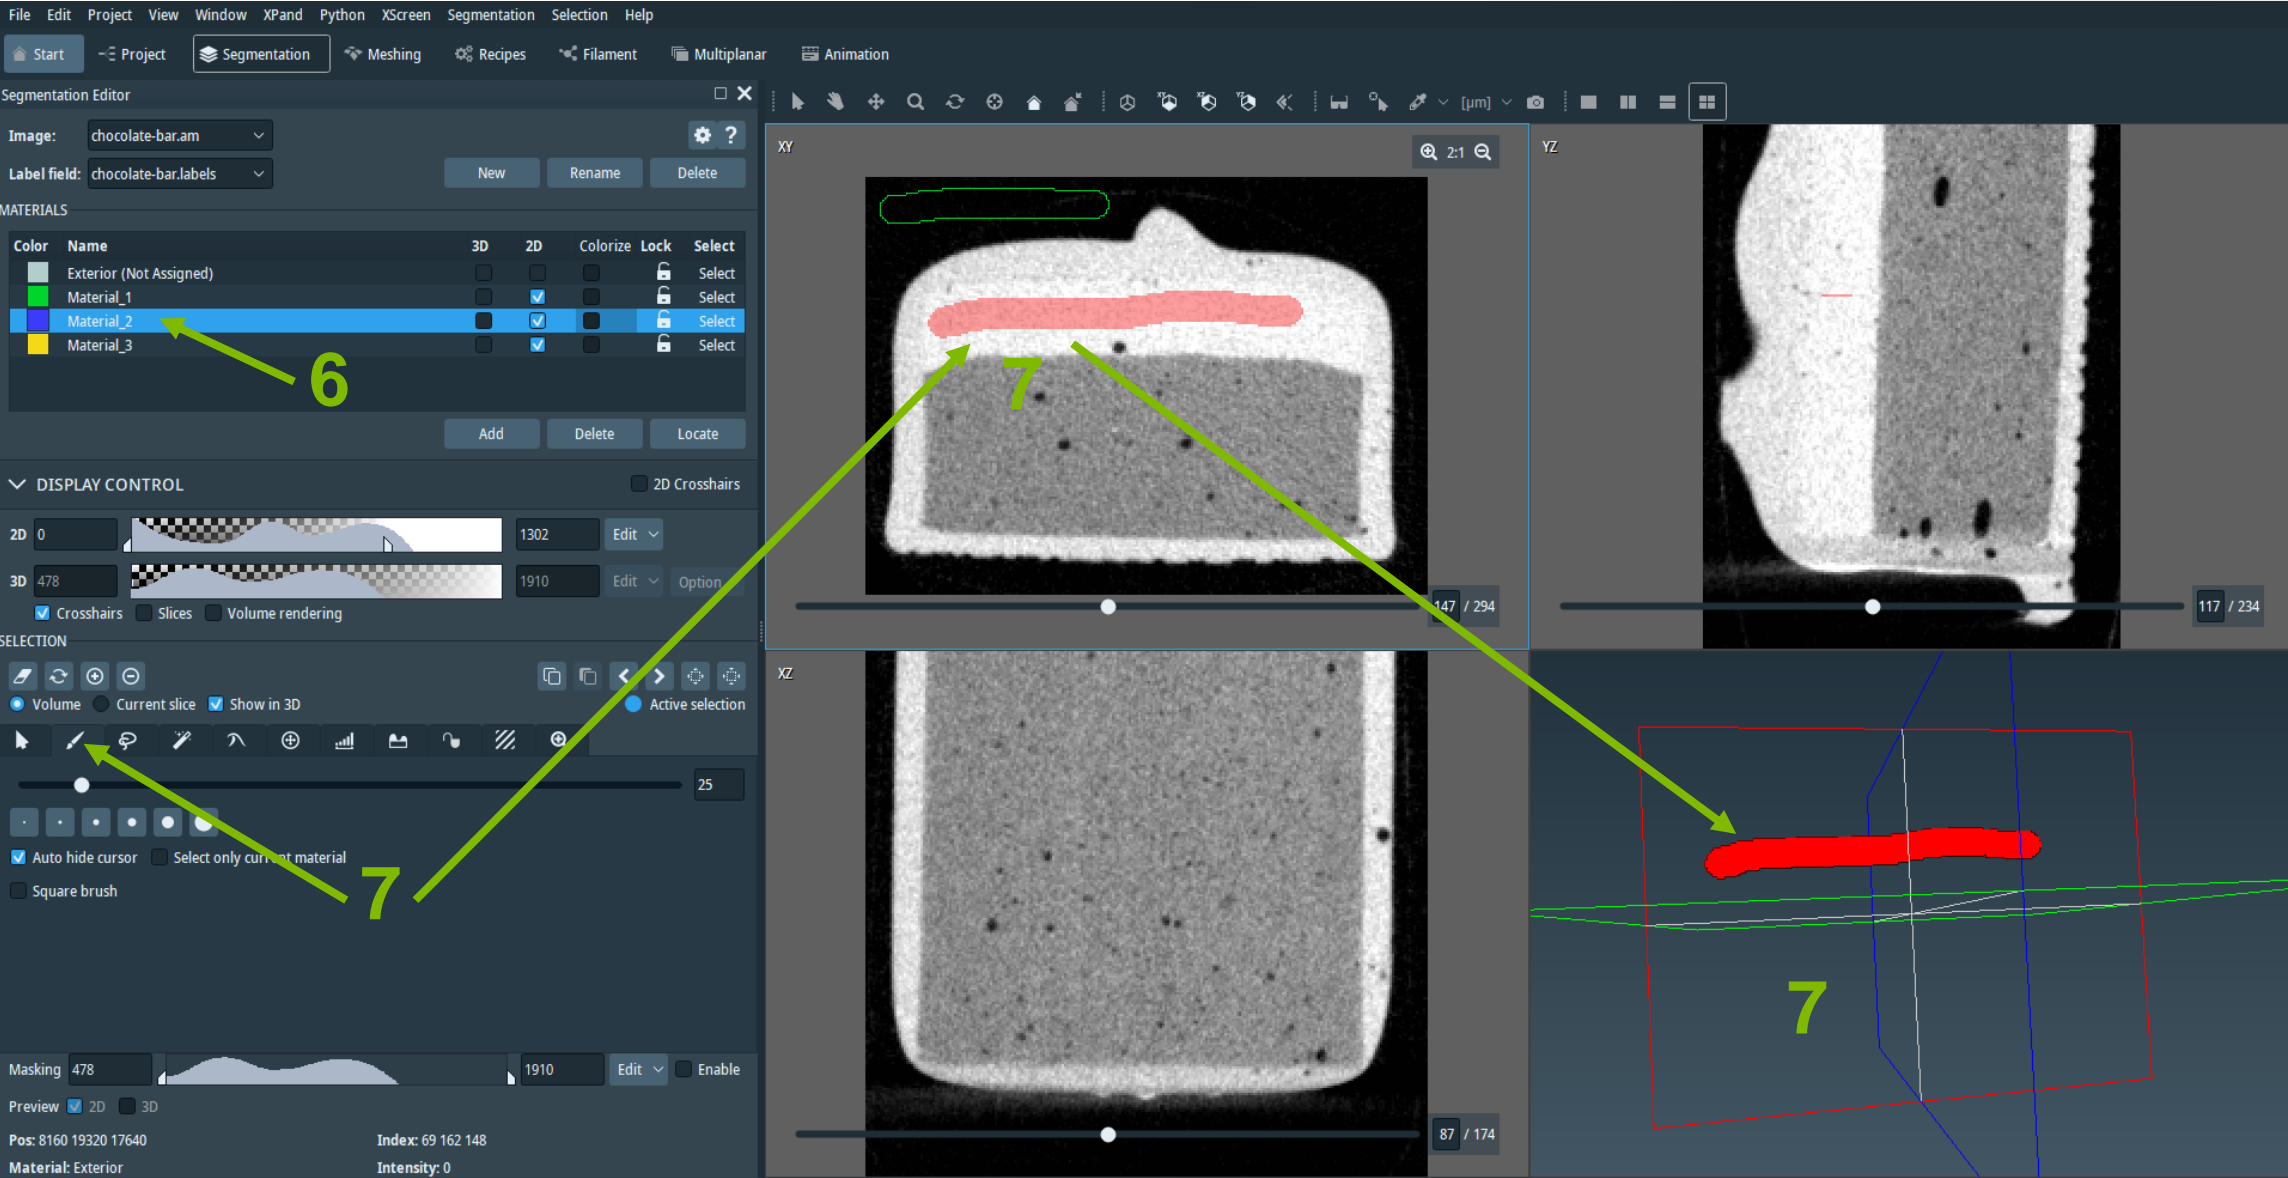 File Edit Project View Window XPand Python XScreen Segmentation Selection Help
Start Project Segmentation Meshing Recipes Filament Multiplanar Animation
Segmentation Editor
[µm]
Image: chocolate-bar.am ?
Label field: chocolate-bar.labels New Rename Delete
MATERIALS
Color Name 3D 2D Colorize Lock Select
Exterior (Not Assigned) Select
Material_1 Select
Material_2 Select
Material_3 Select
6
Add Delete Locate
DISPLAY CONTROL 2D Crosshairs
2D 0 1302 Edit
3D 478 1910 Edit Option
Crosshairs Slices Volume rendering
SELECTION
Volume Current slice Show in 3D Active selection
25
Auto hide cursor Select only current material
Square brush
7
Masking 478 1910 Edit Enable
Preview 2D 3D
Pos: 8160 19320 17640 Index: 69 162 148
Material: Exterior Intensity: 0
XY 2:1
XY XZ YZ
7
147 / 294
YZ
117 / 234
XZ
87 / 174
7